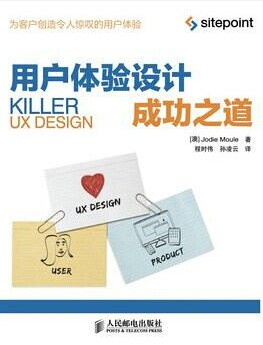 为客户创造令人惊叹的用户体验
sitepoint
用户体验设计
KILLER
UX DESIGN
成功之道
[澳] Jodie Moule 著
程时伟 孙凌云 译
UX DESIGN
USER
PRODUCT
人民邮电出版社
POSTS & TELECOM PRESS